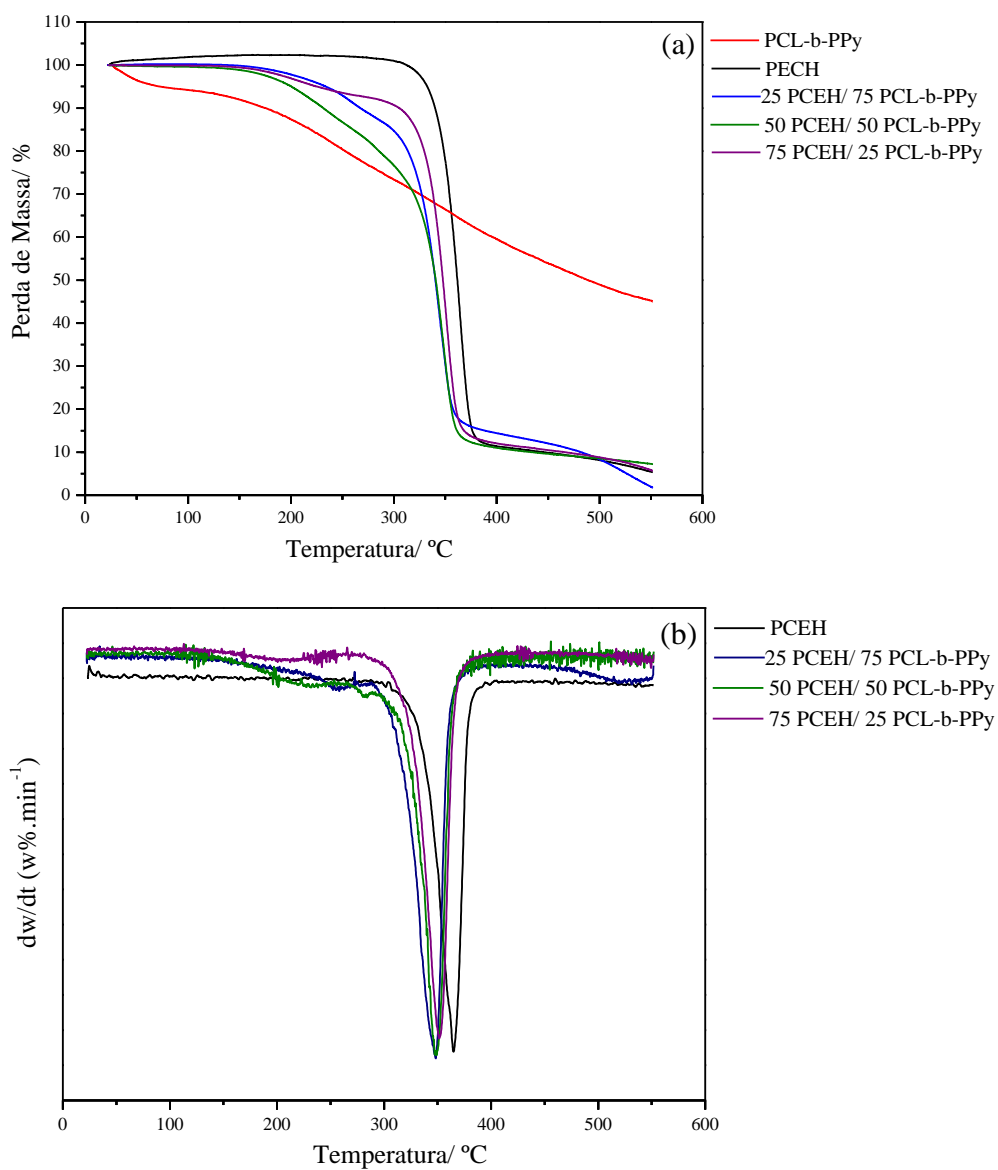 (a)
PCL-b-PPy
PECH
25 PCEH/ 75 PCL-b-PPy
50 PCEH/ 50 PCL-b-PPy
75 PCEH/ 25 PCL-b-PPy
110
100
90
80
70
60
50
40
30
20
10
0
Perda de Massa/ %
0 100 200 300 400 500 600
Temperatura/ ºC
(b)
PCEH
25 PCEH/ 75 PCL-b-PPy
50 PCEH/ 50 PCL-b-PPy
75 PCEH/ 25 PCL-b-PPy
dw/dt (w%.min⁻¹)
0 100 200 300 400 500 600
Temperatura/ ºC